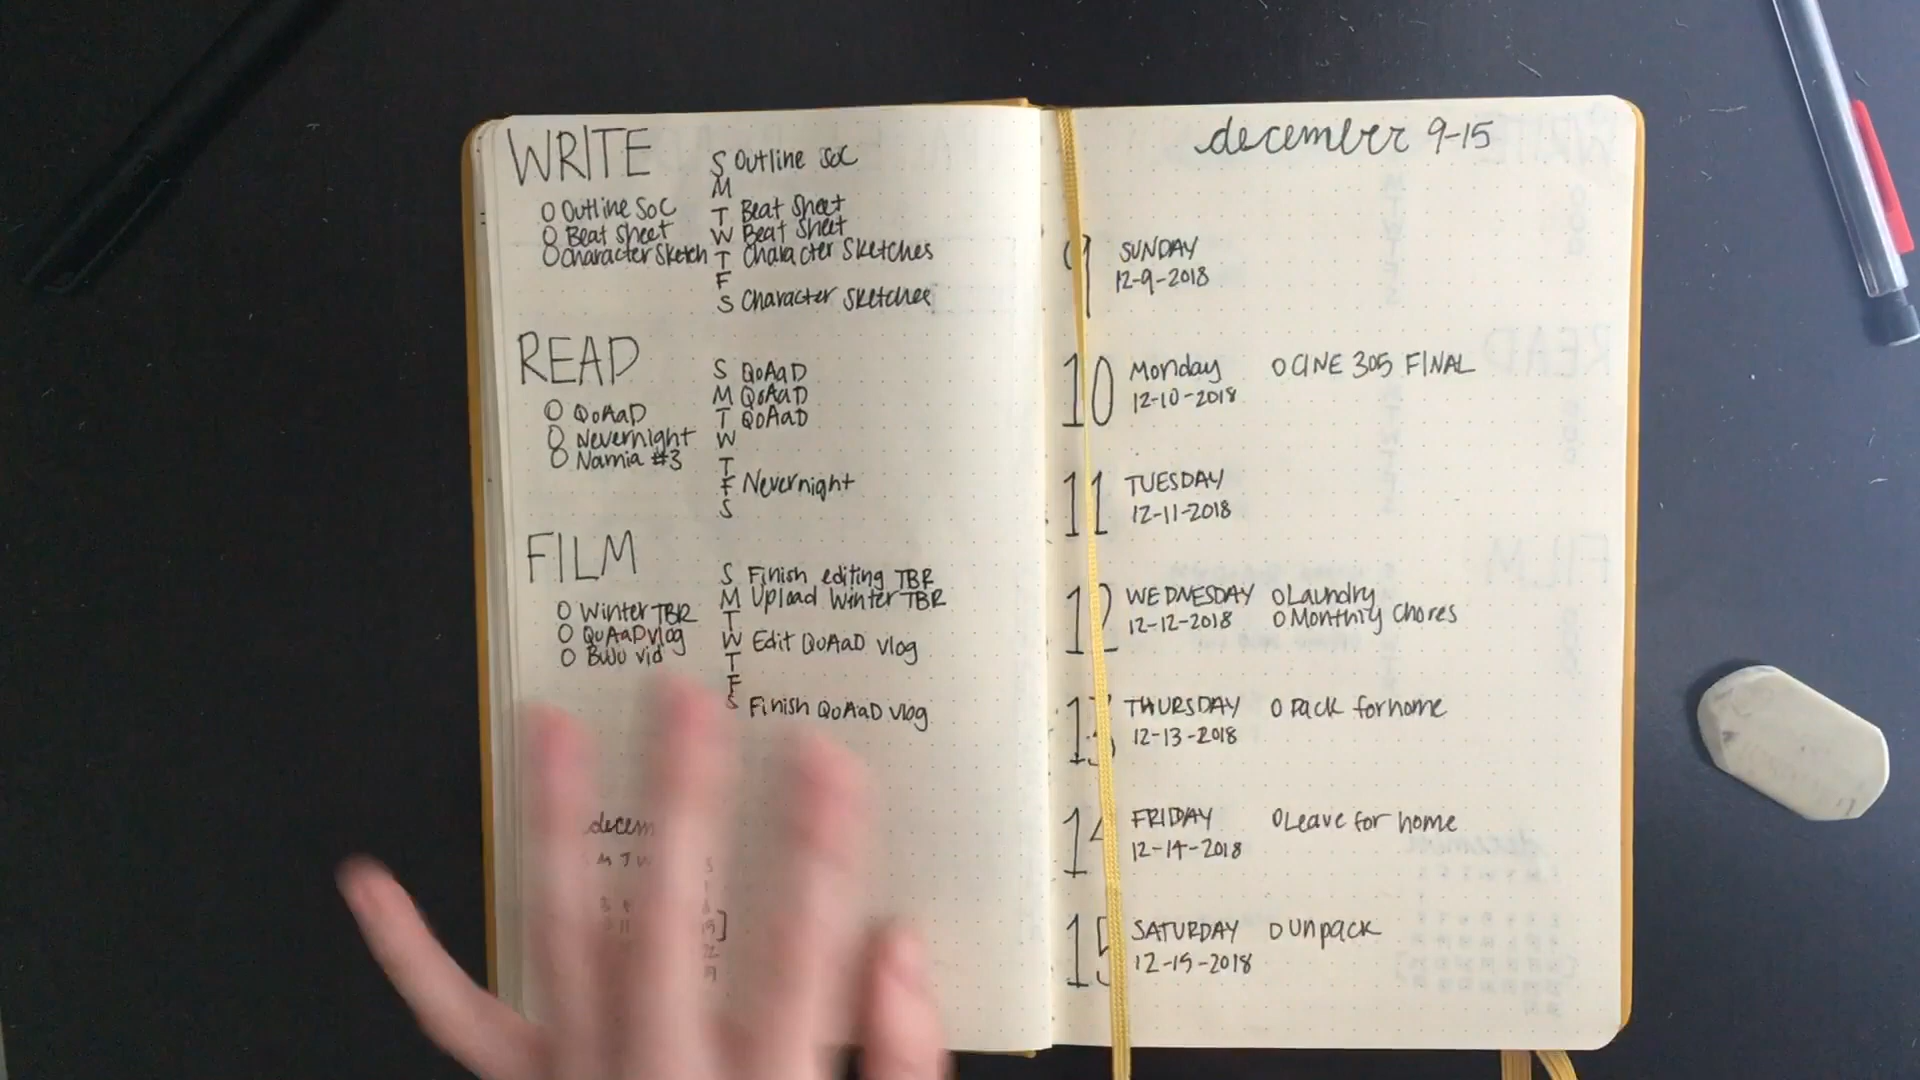 WRITE
O Outline SoC
O Beat Sheet
O Character Sketch
S Outline SoC
M
T Beat Sheet
W Beat Sheet
T Character Sketches
F
S Character Sketches
READ
O QoAaD
O Nevernight
O Narnia #3
S QoAaD
M QoAaD
T QoAaD
W
T
F Nevernight
S
FILM
O Winter TBR
O QoAaD vlog
O BuJo vid
S Finish editing TBR
M Upload Winter TBR
T
W Edit QoAaD vlog
T
F
S Finish QoAaD vlog
december 9-15
9 SUNDAY
12-9-2018
10 Monday O CINE 305 FINAL
12-10-2018
11 TUESDAY
12-11-2018
12 WEDNESDAY O Laundry
12-12-2018 O Monthly Chores
13 THURSDAY O Pack for home
12-13-2018
14 FRIDAY O Leave for home
12-14-2018
15 SATURDAY O Unpack
12-15-2018